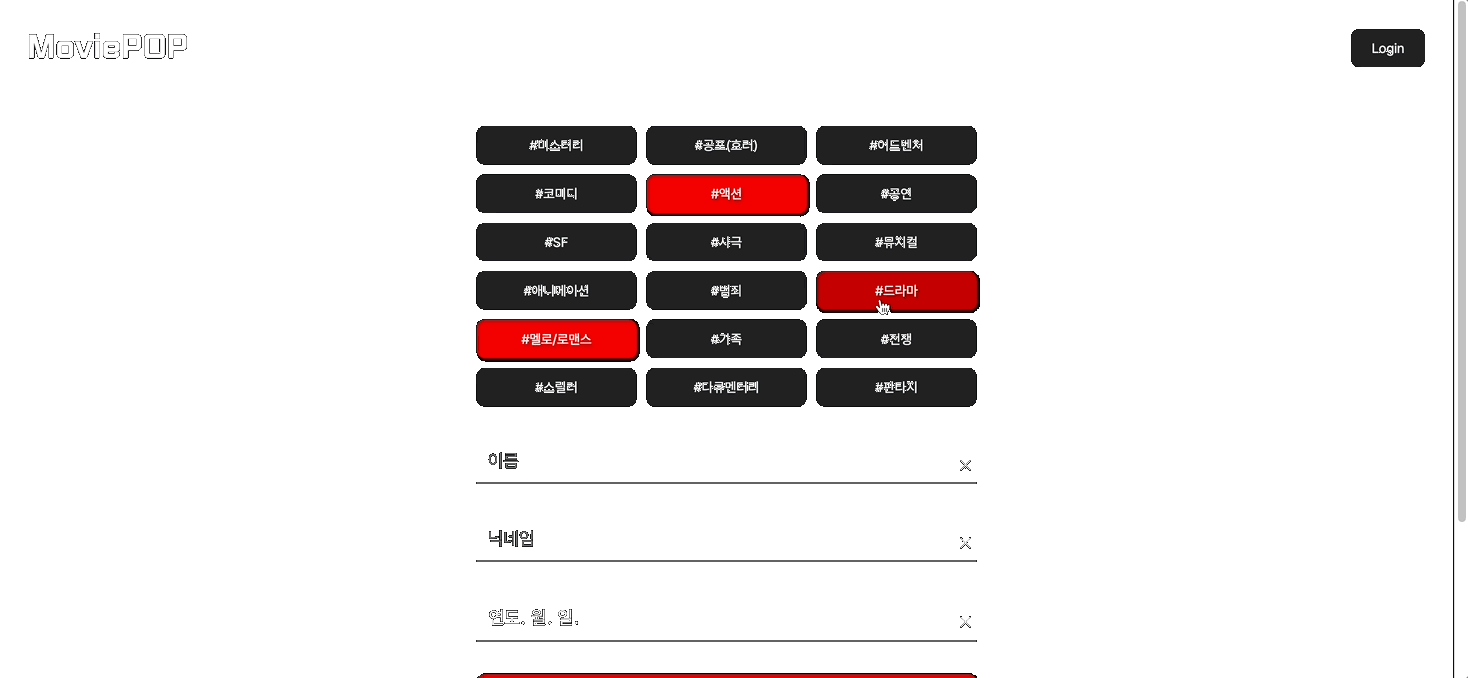 MoviePOP
Login
#미스터리 #공포(호러) #어드벤처
#코미디 #액션 #공연
#SF #사극 #뮤지컬
#애니메이션 #범죄 #드라마
#멜로/로맨스 #가족 #전쟁
#스릴러 #다큐멘터리 #판타지
이름
닉네임
연도. 월. 일.